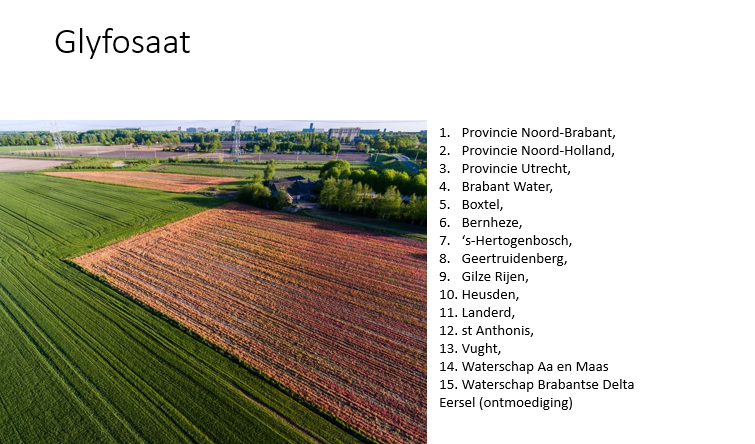 Glyfosaat
1. Provincie Noord-Brabant,
2. Provincie Noord-Holland,
3. Provincie Utrecht,
4. Brabant Water,
5. Boxtel,
6. Bernheze,
7. ‘s-Hertogenbosch,
8. Geertruidenberg,
9. Gilze Rijen,
10. Heusden,
11. Landerd,
12. st Anthonis,
13. Vught,
14. Waterschap Aa en Maas
15. Waterschap Brabantse Delta
Eersel (ontmoediging)